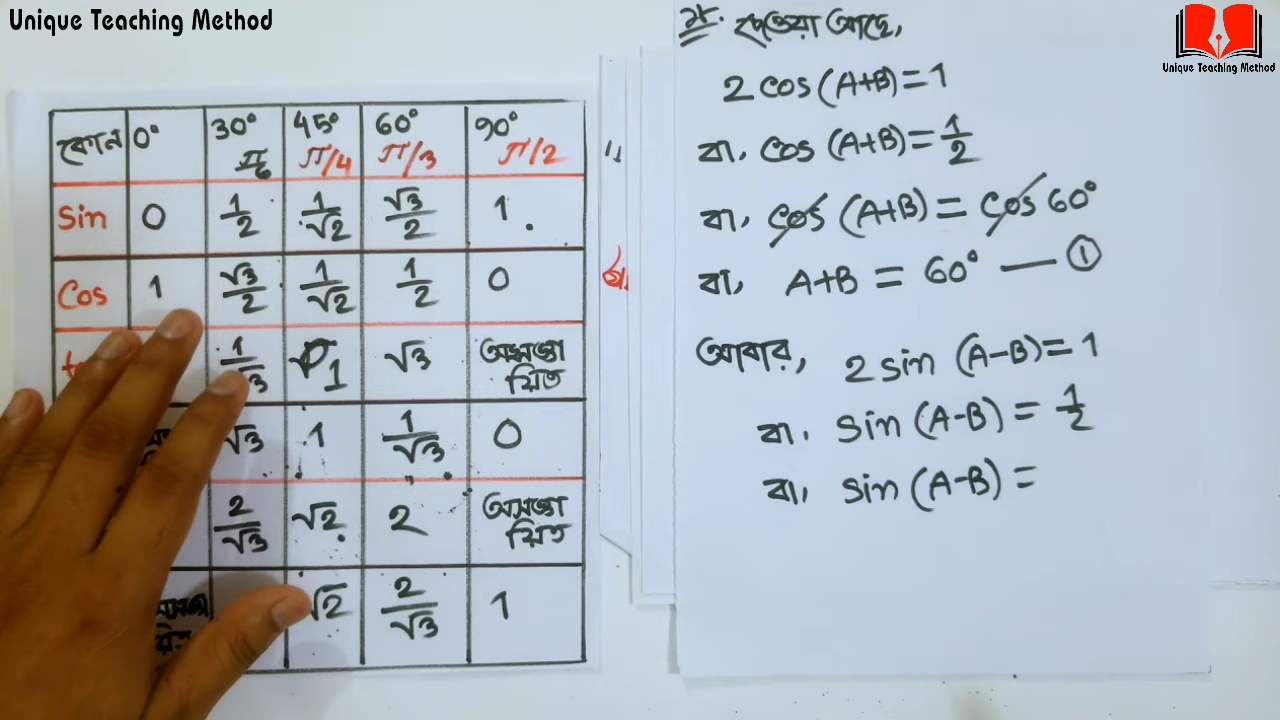 Unique Teaching Method
Unique Teaching Method
কোন 0° 30° 45° 60° 90°
π/6 π/4 π/3 π/2
Sin 0 1/2 1/√2 √3/2 1
Cos 1 √3/2 1/√2 1/2 0
1/√3 1 √3 অসংজ্ঞায়িত
√3 1 1/√3 0
2/√3 √2 2 অসংজ্ঞায়িত
√2 2/√3 1
দেওয়া আছে,
2 cos (A+B) = 1
বা, cos (A+B) = 1/2
বা, cos (A+B) = cos 60°
বা, A+B = 60° — ①
আবার, 2 sin (A-B) = 1
বা, sin (A-B) = 1/2
বা, sin (A-B) =